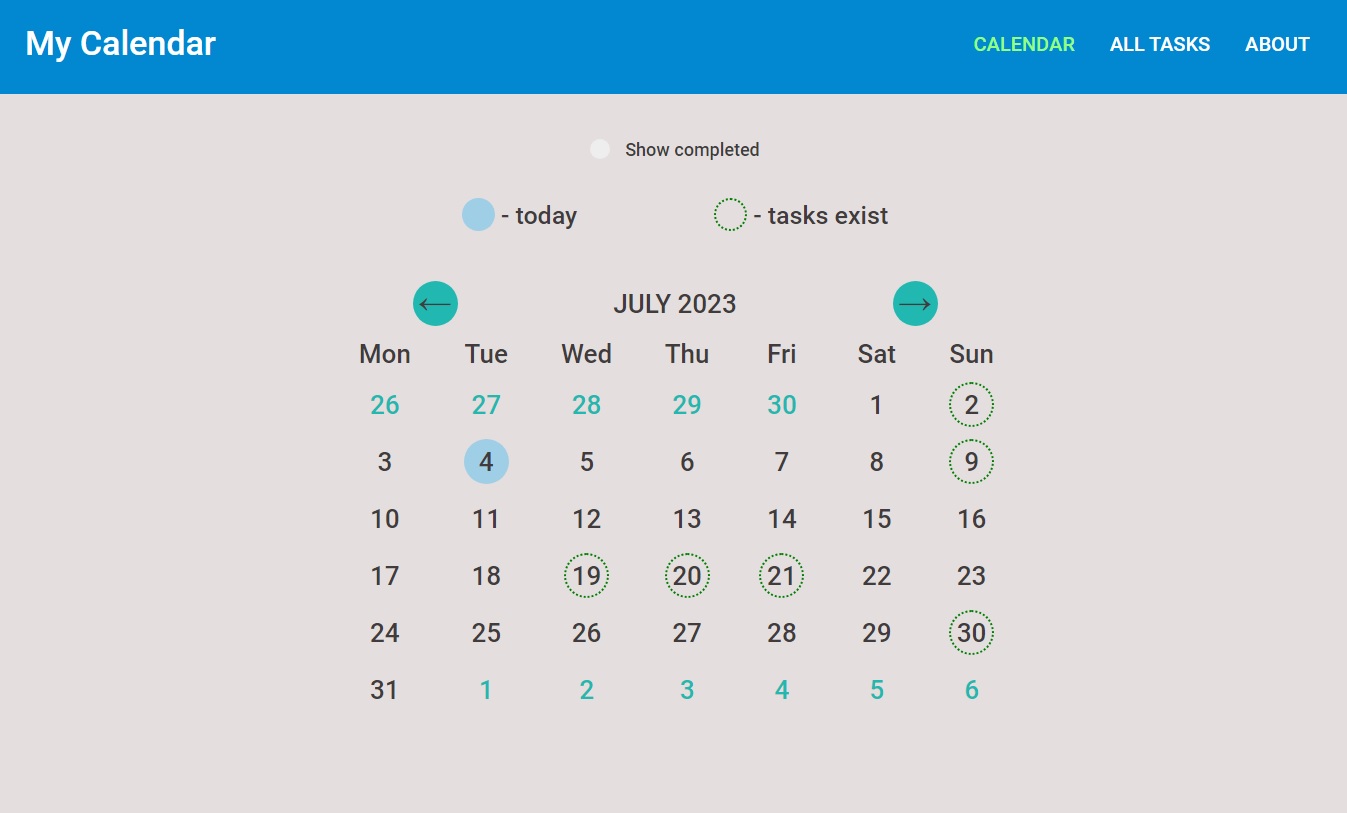 My Calendar
CALENDAR ALL TASKS ABOUT
Show completed
- today - tasks exist
JULY 2023
Mon Tue Wed Thu Fri Sat Sun
26 27 28 29 30 1 2
3 4 5 6 7 8 9
10 11 12 13 14 15 16
17 18 19 20 21 22 23
24 25 26 27 28 29 30
31 1 2 3 4 5 6